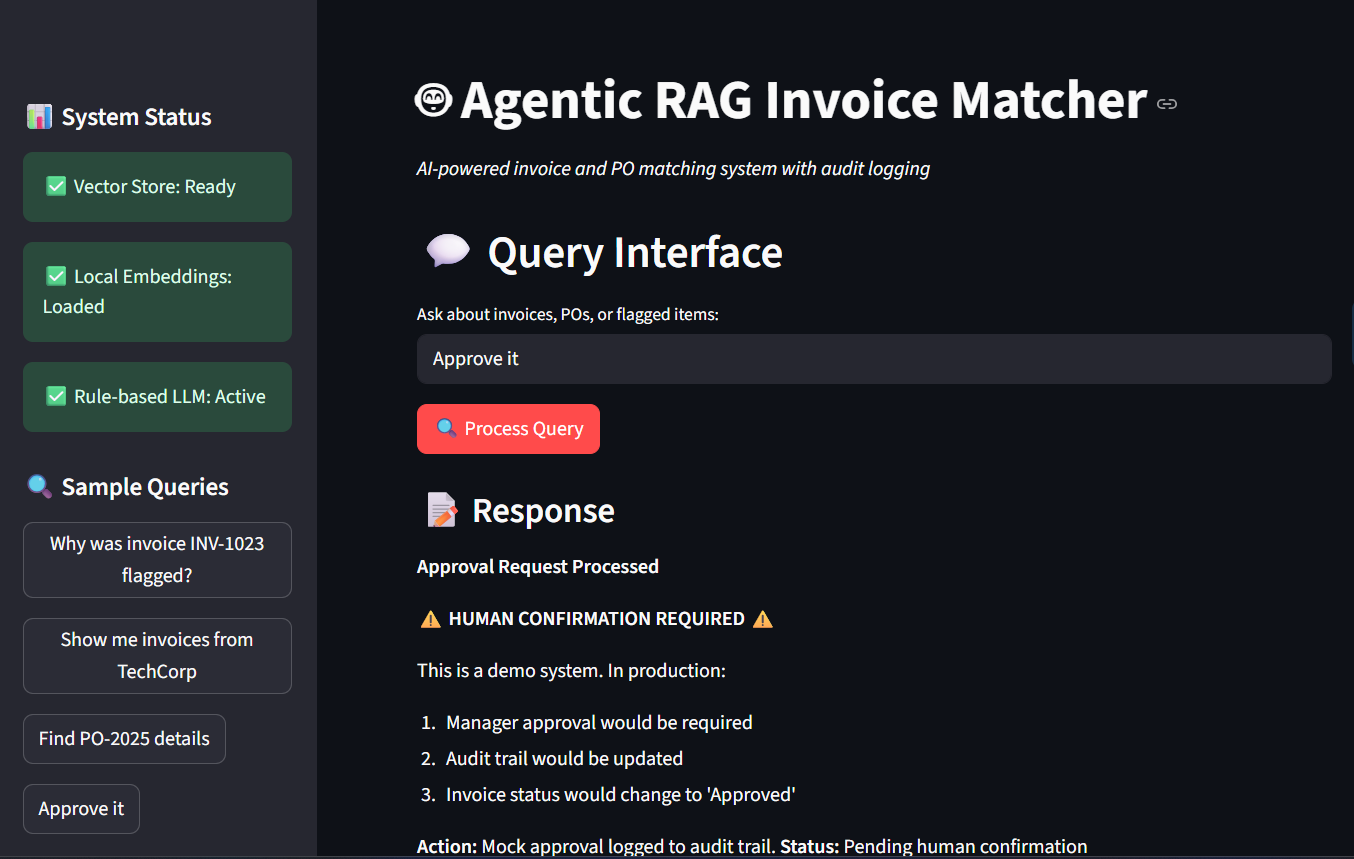 System Status
Vector Store: Ready
Local Embeddings:
Loaded
Rule-based LLM: Active
Sample Queries
Why was invoice INV-1023
flagged?
Show me invoices from
TechCorp
Find PO-2025 details
Approve it
Agentic RAG Invoice Matcher
AI-powered invoice and PO matching system with audit logging
Query Interface
Ask about invoices, POs, or flagged items:
Approve it
Process Query
Response
Approval Request Processed
HUMAN CONFIRMATION REQUIRED
This is a demo system. In production:
1. Manager approval would be required
2. Audit trail would be updated
3. Invoice status would change to 'Approved'
Action: Mock approval logged to audit trail. Status: Pending human confirmation